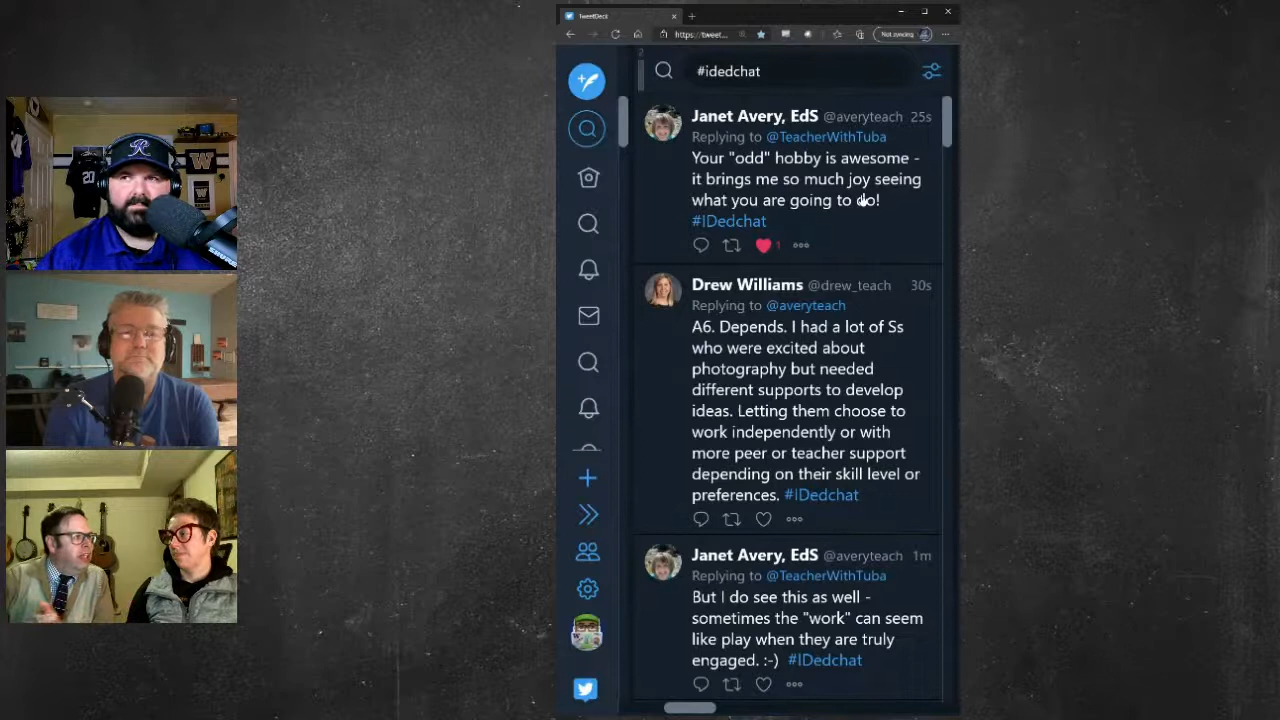 TweetDeck
https://tweet...
Not syncing
2
#idedchat
Janet Avery, EdS @averyteach 25s
Replying to @TeacherWithTuba
Your "odd" hobby is awesome -
it brings me so much joy seeing
what you are going to do!
#IDedchat
1
Drew Williams @drew_teach 30s
Replying to @averyteach
A6. Depends. I had a lot of Ss
who were excited about
photography but needed
different supports to develop
ideas. Letting them choose to
work independently or with
more peer or teacher support
depending on their skill level or
preferences. #IDedchat
Janet Avery, EdS @averyteach 1m
Replying to @TeacherWithTuba
But I do see this as well -
sometimes the "work" can seem
like play when they are truly
engaged. :-) #IDedchat
R
20
W
SHURE